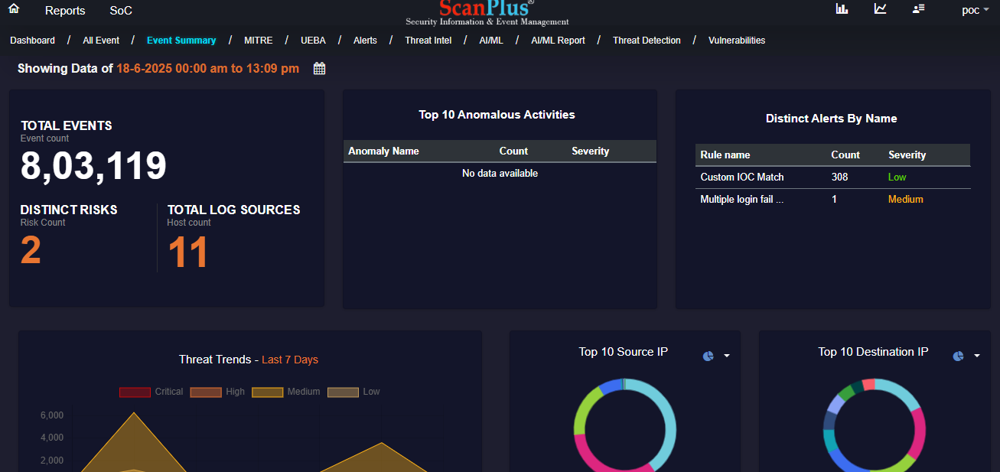 Reports SoC
ScanPlus®
Security Information & Event Management
poc
Dashboard / All Event / Event Summary / MITRE / UEBA / Alerts / Threat Intel / AI/ML / AI/ML Report / Threat Detection / Vulnerabilities
Showing Data of 18-6-2025 00:00 am to 13:09 pm
TOTAL EVENTS
Event count
8,03,119
DISTINCT RISKS
Risk Count
2
TOTAL LOG SOURCES
Host count
11
Top 10 Anomalous Activities
Anomaly Name Count Severity
No data available
Distinct Alerts By Name
Rule name Count Severity
Custom IOC Match 308 Low
Multiple login fail ... 1 Medium
Threat Trends - Last 7 Days
Critical High Medium Low
6,000
4,000
2,000
Top 10 Source IP
Top 10 Destination IP